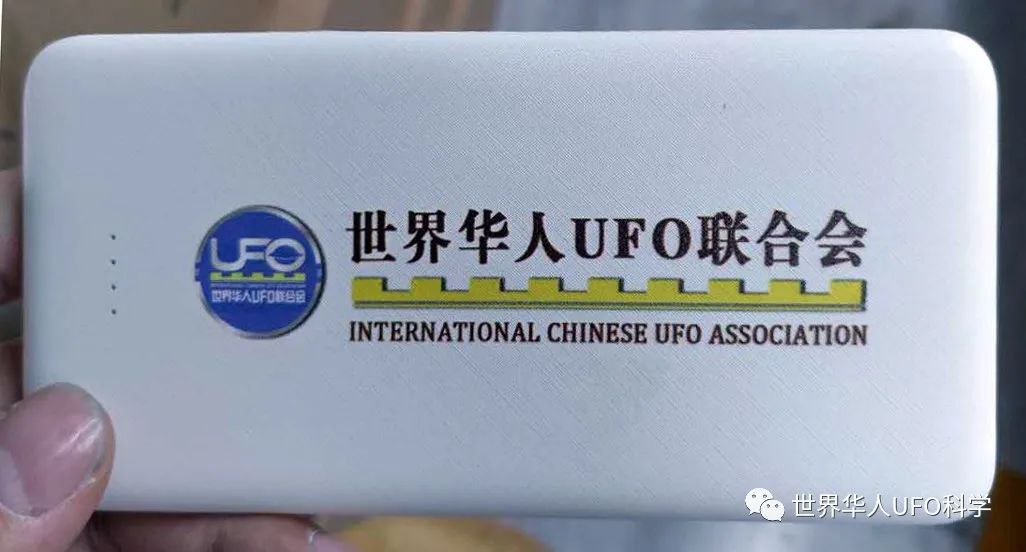 世界华人UFO联合会
INTERNATIONAL CHINESE UFO ASSOCIATION
UFO
世界华人UFO联合会
世界华人UFO科学